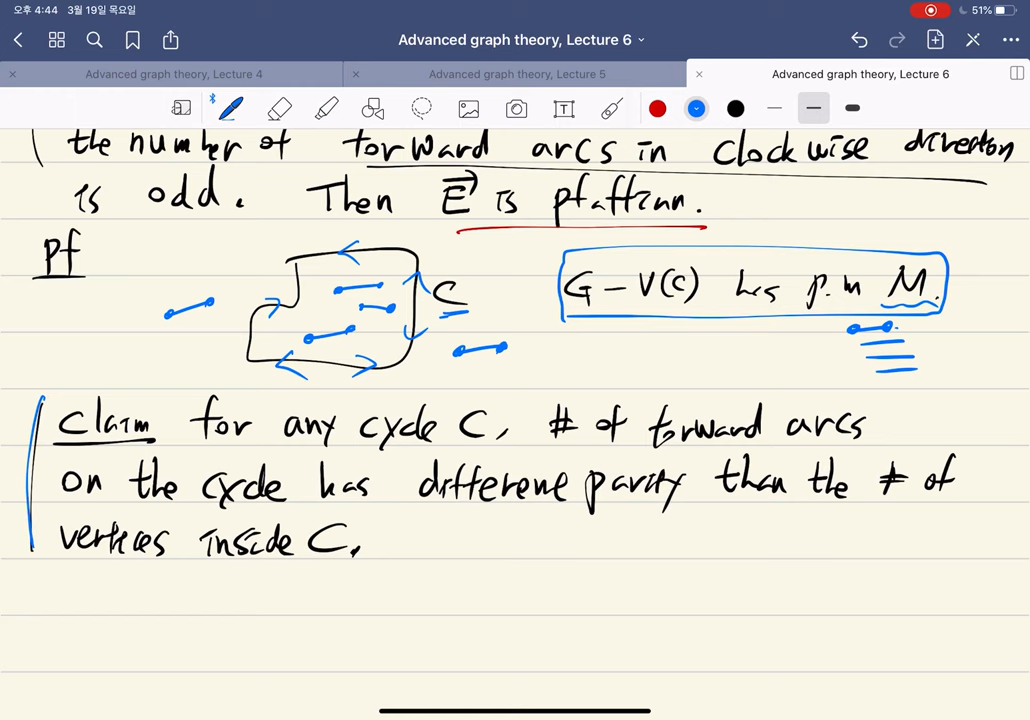 오후 4:44 3월 19일 목요일 51%
Advanced graph theory, Lecture 6
Advanced graph theory, Lecture 4
Advanced graph theory, Lecture 5
Advanced graph theory, Lecture 6
the number of forward arcs in clockwise direction
is odd. Then E⃗ is pfaffian.
pf
C
G − V(C) has p.m M.
Claim for any cycle C, # of forward arcs
on the cycle has different parity than the # of
vertices inside C.